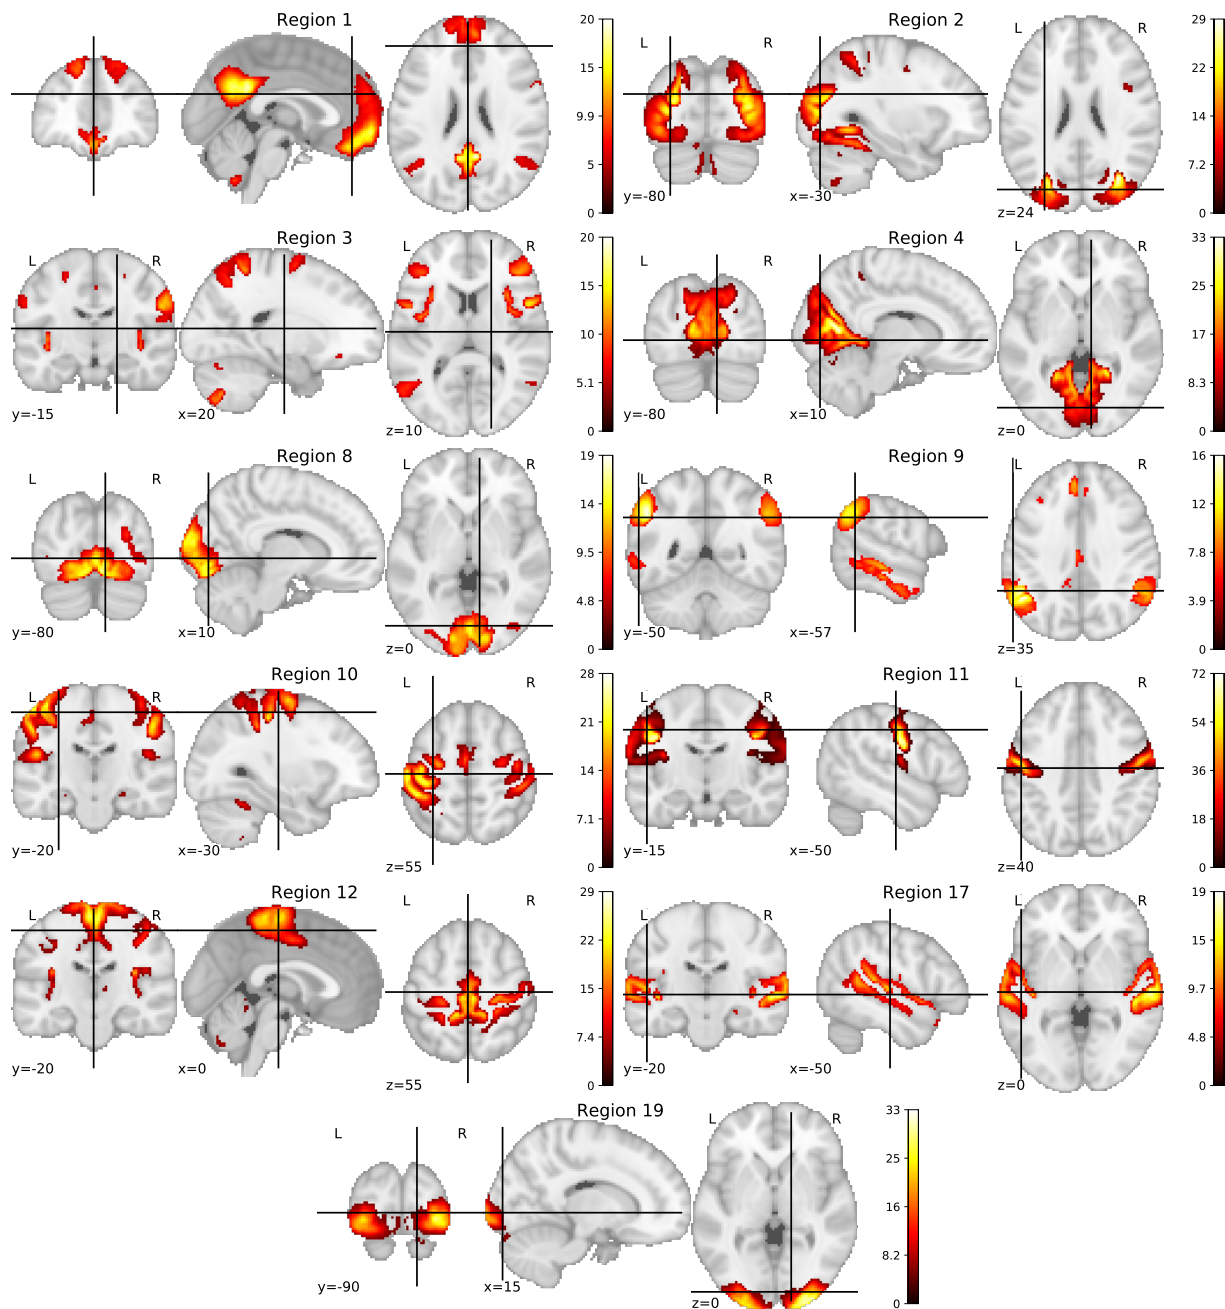 Region 1
20
15
9.9
5
0
Region 2
L
R
y=-80
x=-30
z=24
29
22
14
7.2
0
Region 3
L
R
y=-15
x=20
z=10
20
15
10
5.1
0
Region 4
L
R
y=-80
x=10
z=0
33
25
17
8.3
0
Region 8
L
R
y=-80
x=10
z=0
19
14
9.5
4.7
0
Region 9
L
R
y=-50
x=-57
z=35
16
12
7.8
3.9
0
Region 10
L
R
y=-20
x=-30
z=55
28
21
14
7.1
0
Region 11
L
R
y=-15
x=-50
z=40
72
54
36
18
0
Region 12
L
R
y=-20
x=0
z=55
29
22
15
7.4
0
Region 17
L
R
y=-20
x=-50
z=0
19
14
9.7
4.8
0
Region 19
L
R
L
R
y=-90
x=15
z=0
33
24
16
8.2
0